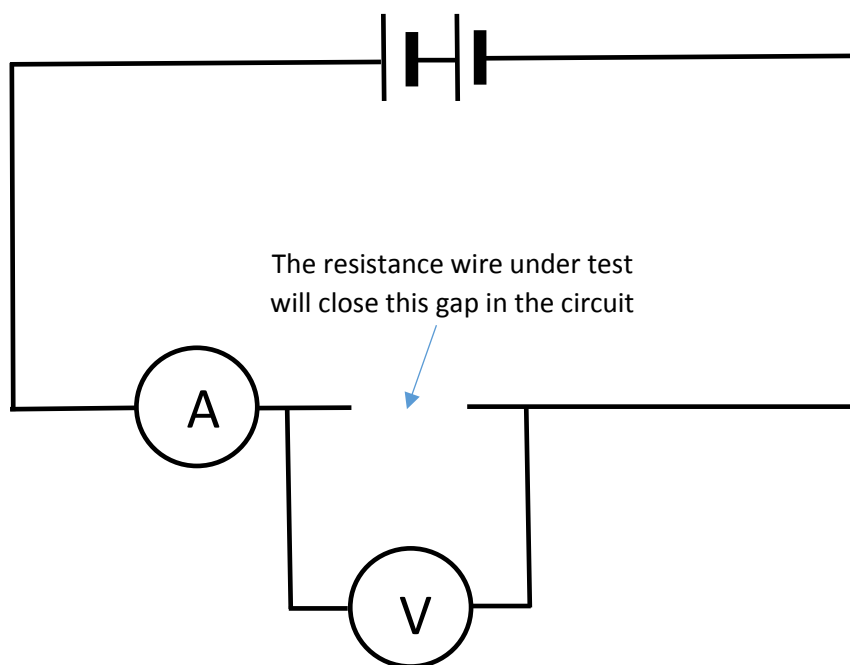 The resistance wire under test
will close this gap in the circuit
A
V